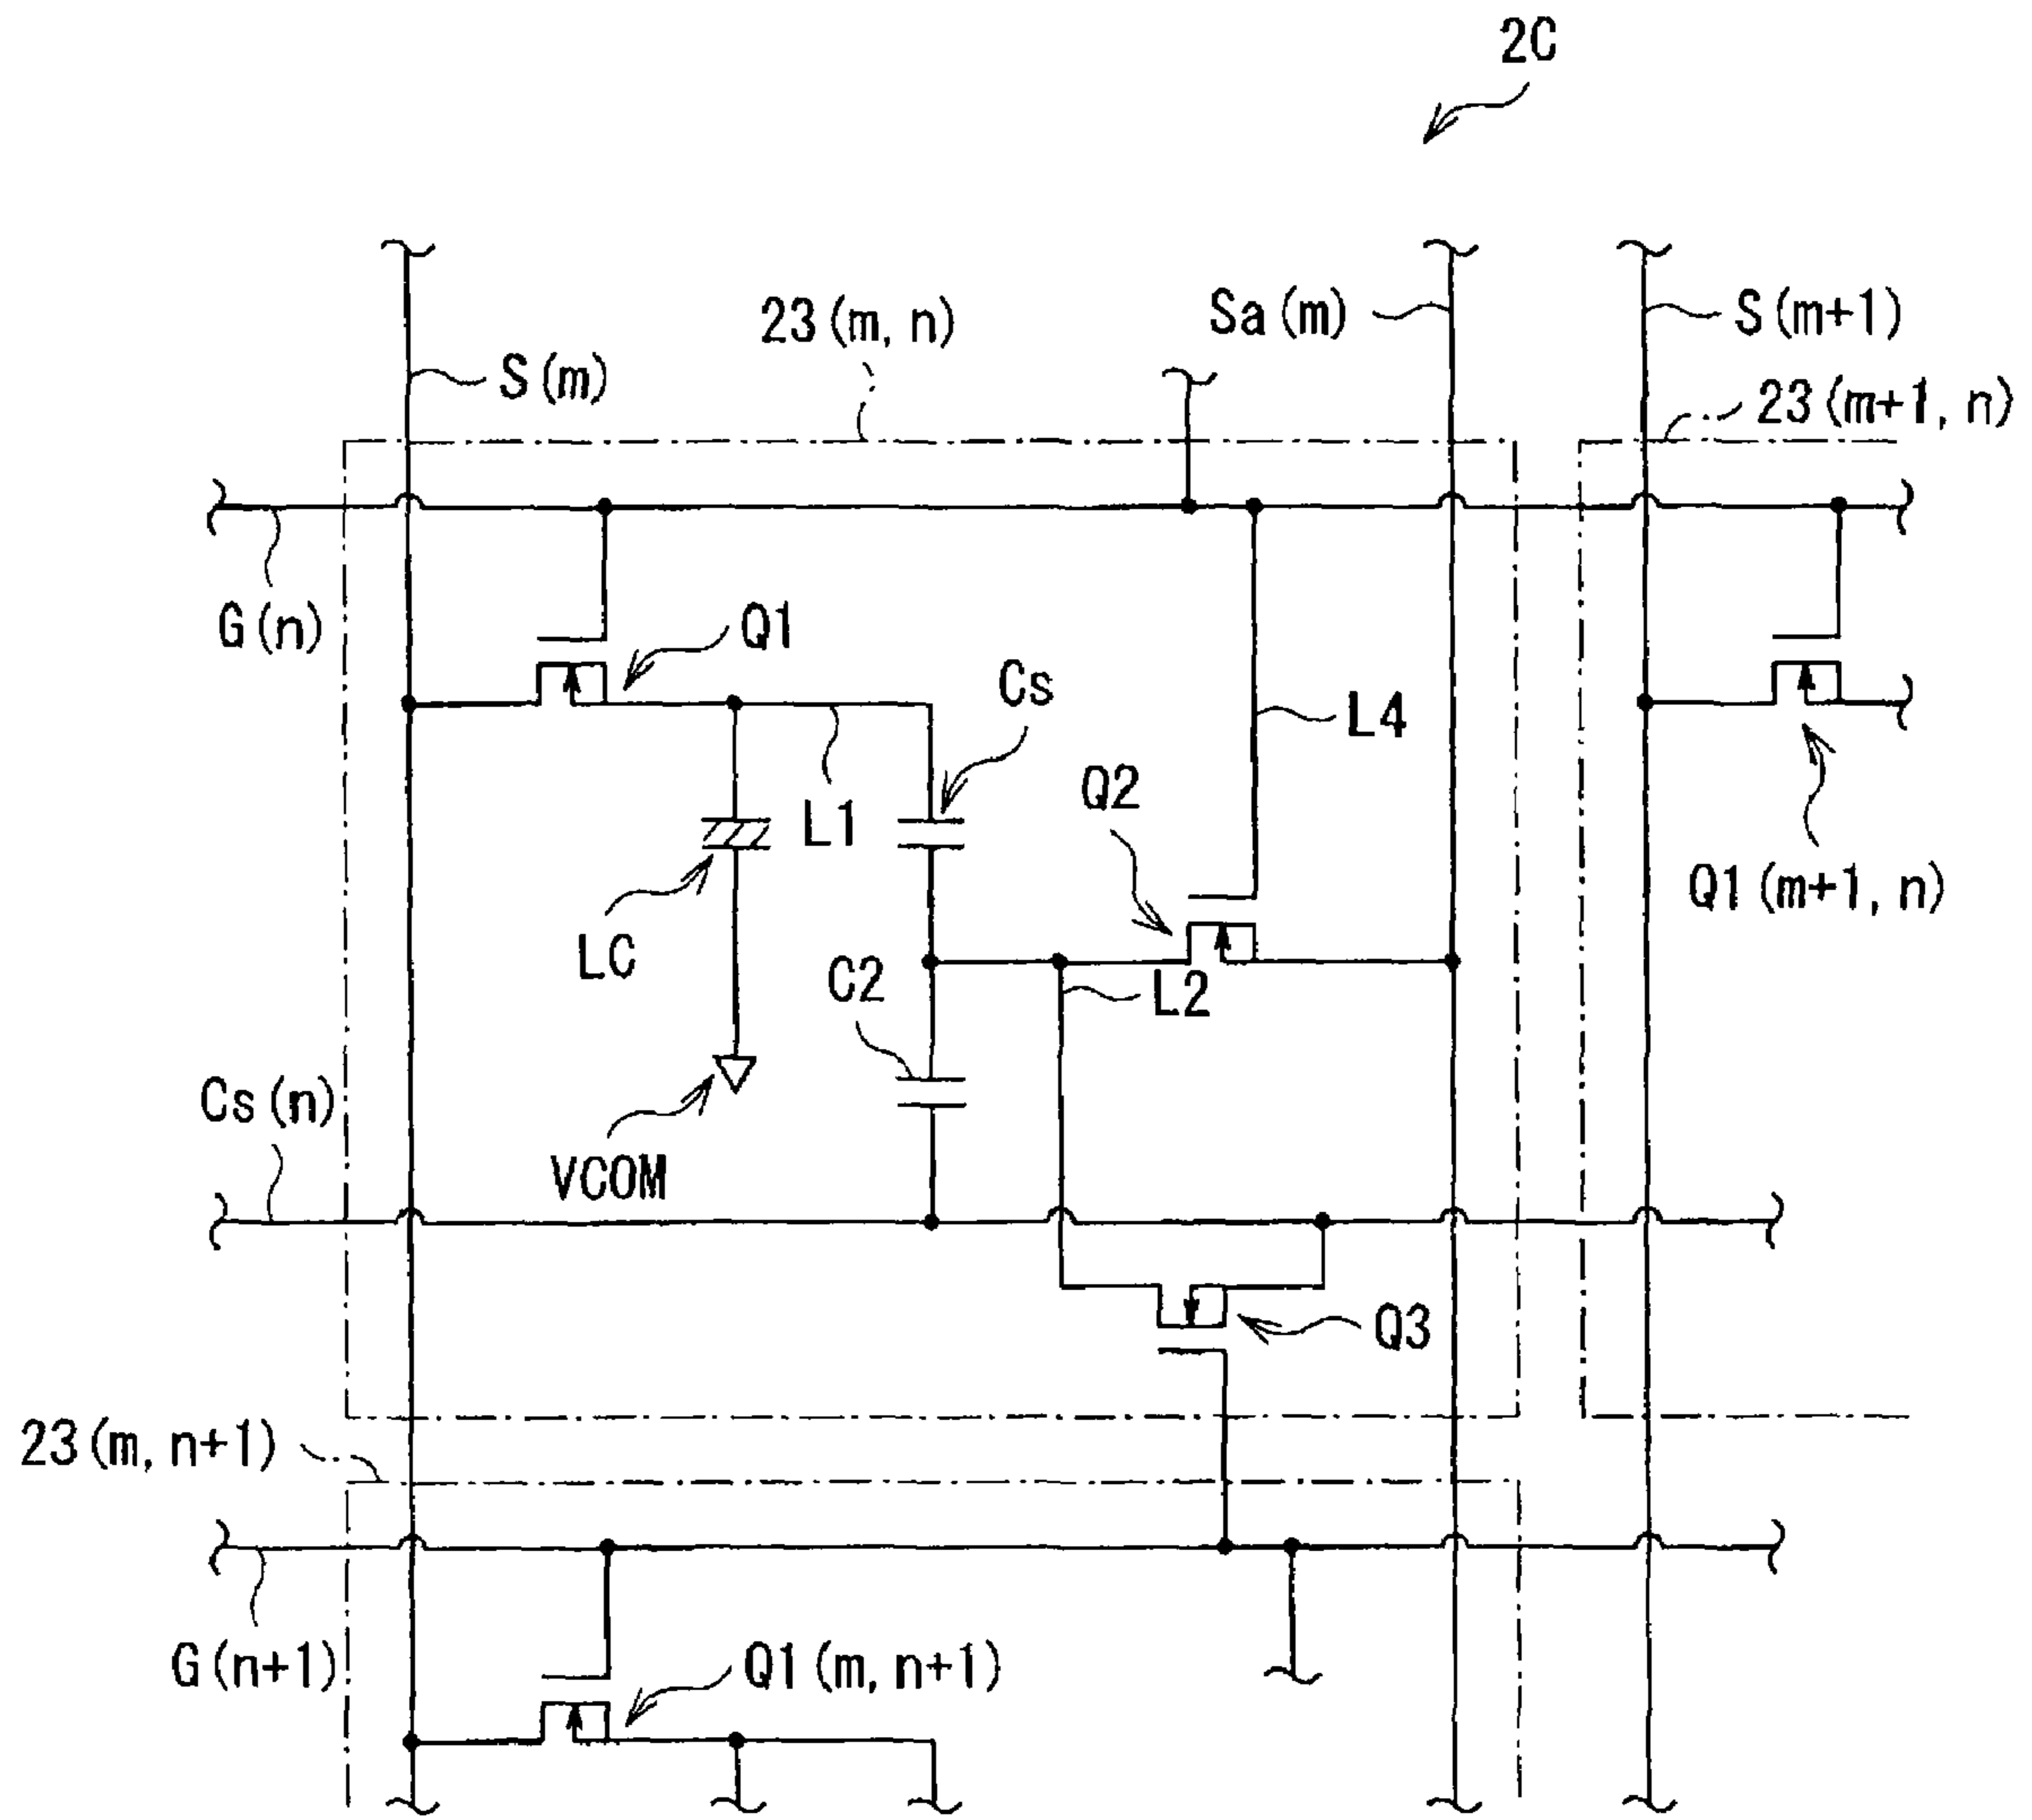 2C
23(m, n)
Sa(m)
S(m+1)
S(m)
23(m+1, n)
G(n)
Q1
Cs
L4
Q2
L1
Q1(m+1, n)
LC
C2
L2
Cs(n)
VCOM
Q3
23(m, n+1)
G(n+1)
Q1(m, n+1)